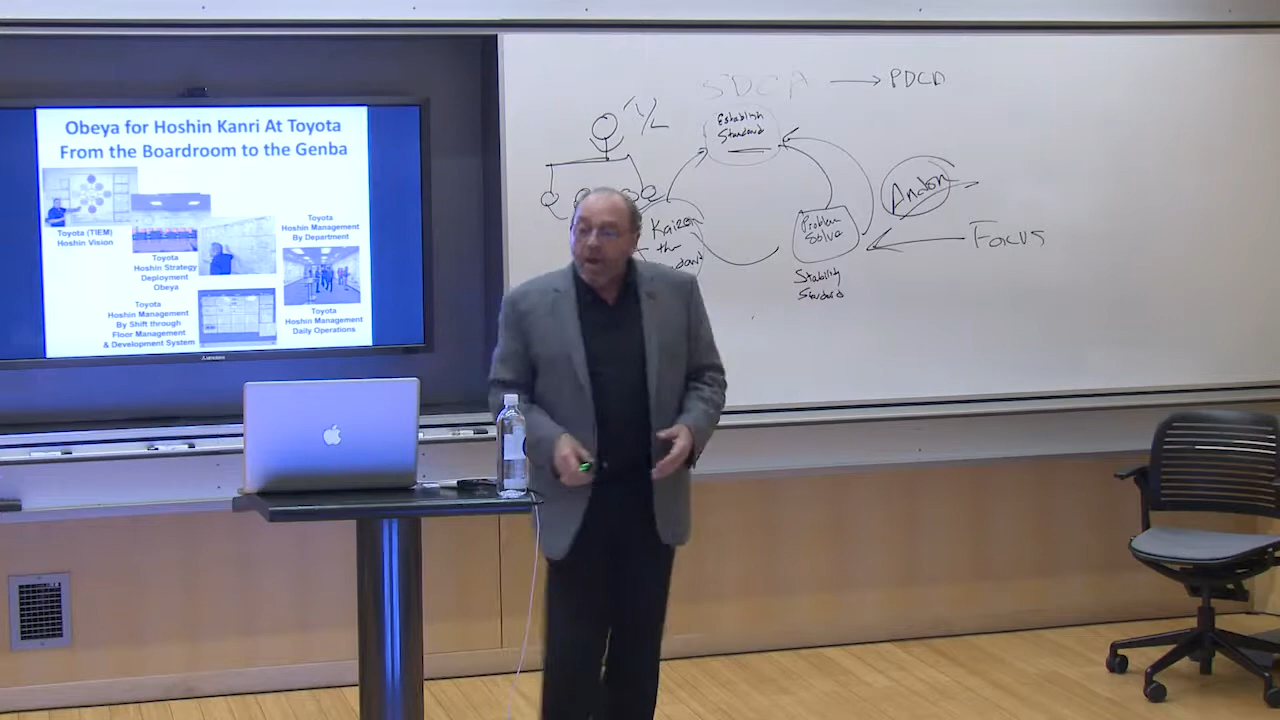 Obeya for Hoshin Kanri At Toyota
From the Boardroom to the Genba
Toyota (TIEM)
Hoshin Vision
Toyota
Hoshin Strategy
Deployment
Obeya
Toyota
Hoshin Management
By Department
Toyota
Hoshin Management
By Shift through
Floor Management
& Development System
Toyota
Hoshin Management
Daily Operations
SDCA → PDCA
T/L
Establish
Standard
Andon
Problem
Solve
Focus
Kaizen
the
Stability
Standards